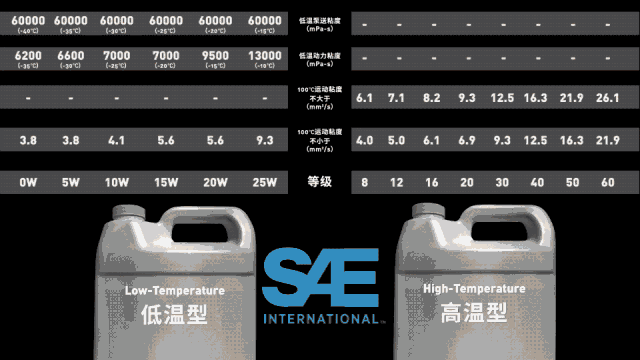 60000 60000 60000 60000 60000 60000 低温泵送粘度 - - - - - - - -
(-40℃) (-35℃) (-30℃) (-25℃) (-20℃) (-15℃) (mPa-s)
6200 6600 7000 7000 9500 13000 低温动力粘度 - - - - - - - -
(-35℃) (-30℃) (-25℃) (-20℃) (-15℃) (-10℃) (mPa-s)
100℃运动粘度
- - - - - - 不大于 6.1 7.1 8.2 9.3 12.5 16.3 21.9 26.1
(mm²/s)
100℃运动粘度
3.8 3.8 4.1 5.6 5.6 9.3 不小于 4.0 5.0 6.1 6.9 9.3 12.5 16.3 21.9
(mm²/s)
0W 5W 10W 15W 20W 25W 等级 8 12 16 20 30 40 50 60
Low-Temperature
低温型
SAE
INTERNATIONAL
High-Temperature
高温型